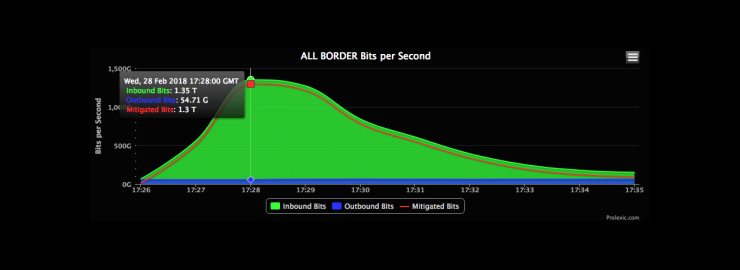 ALL BORDER Bits per Second
1,500G
Wed, 28 Feb 2018 17:28:00 GMT
Inbound Bits: 1.35 T
Outbound Bits: 54.71 G
Mitigated Bits: 1.3 T
1,000G
500G
0G
Bits per Second
17:26 17:27 17:28 17:29 17:30 17:31 17:32 17:33 17:34 17:35
Inbound Bits Outbound Bits Mitigated Bits
Prolexic.com